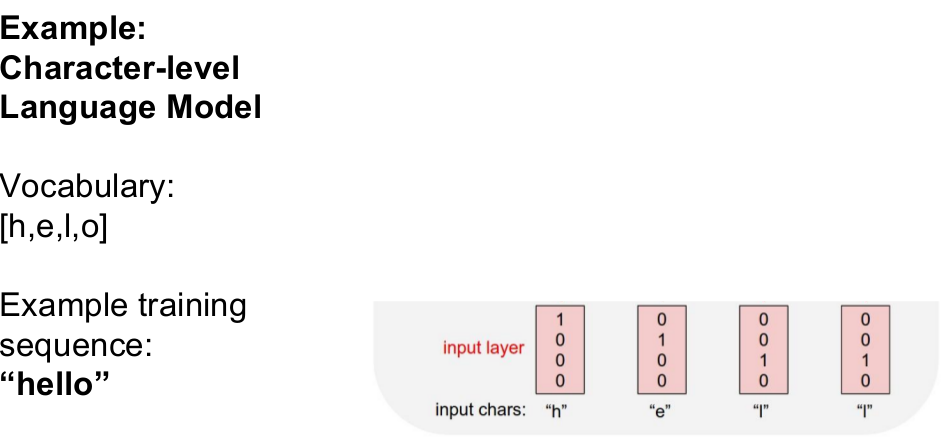 Example:
Character-level
Language Model
Vocabulary:
[h,e,l,o]
Example training
sequence:
“hello”
1 0 0 0
0 1 0 0
input layer
0 0 1 1
0 0 0 0
input chars: “h” “e” “l” “l”